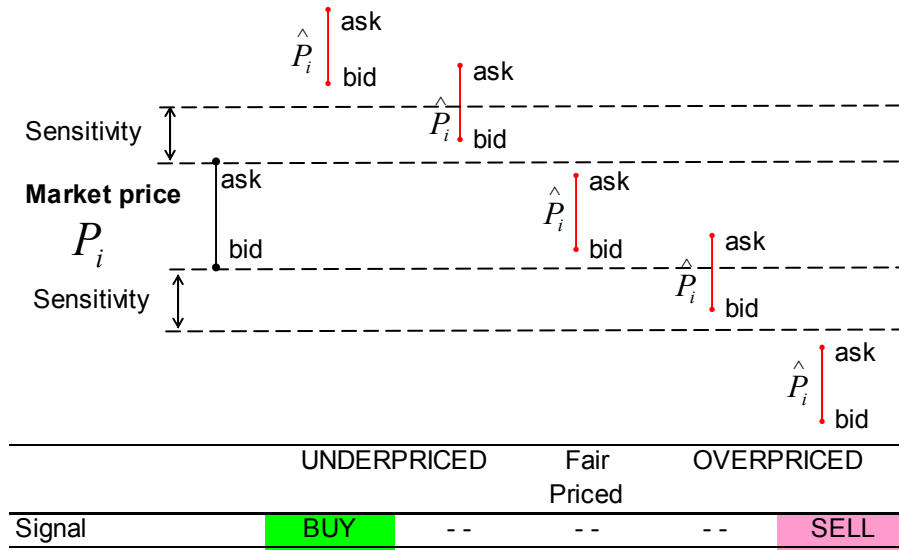 ask
P̂ᵢ
bid
ask
P̂ᵢ
bid
Sensitivity
ask
Market price
Pᵢ
bid
ask
P̂ᵢ
bid
ask
P̂ᵢ
bid
Sensitivity
ask
P̂ᵢ
bid
UNDERPRICED Fair Priced OVERPRICED
Signal BUY -- -- -- SELL